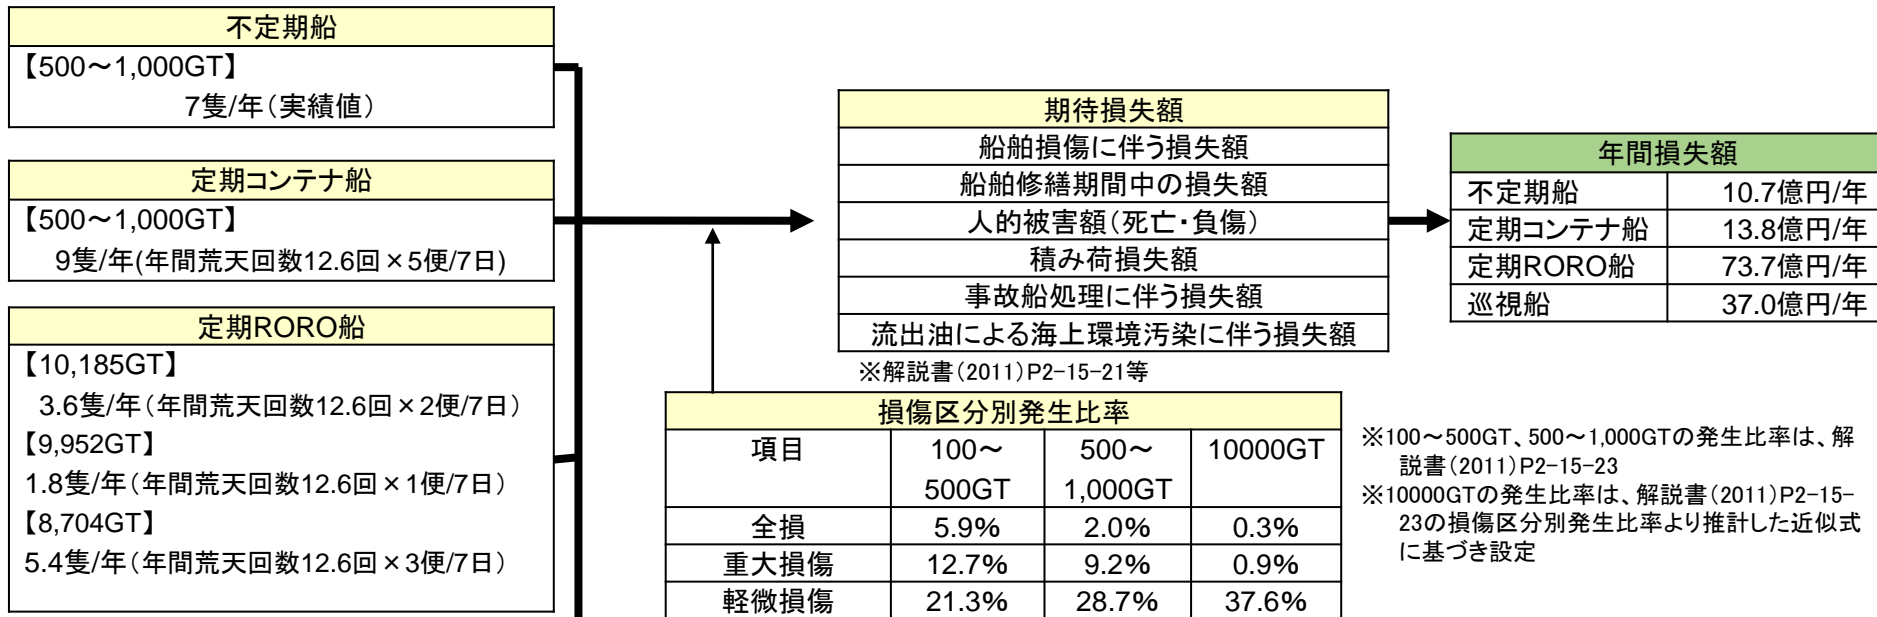 不定期船
【500～1,000GT】
7隻/年（実績値）
定期コンテナ船
【500～1,000GT】
9隻/年(年間荒天回数12.6回×5便/7日)
定期RORO船
【10,185GT】
3.6隻/年（年間荒天回数12.6回×2便/7日）
【9,952GT】
1.8隻/年（年間荒天回数12.6回×1便/7日）
【8,704GT】
5.4隻/年（年間荒天回数12.6回×3便/7日）
期待損失額
船舶損傷に伴う損失額
船舶修繕期間中の損失額
人的被害額（死亡・負傷）
積み荷損失額
事故船処理に伴う損失額
流出油による海上環境汚染に伴う損失額
※解説書（2011）P2-15-21等
年間損失額
不定期船 10.7億円/年
定期コンテナ船 13.8億円/年
定期RORO船 73.7億円/年
巡視船 37.0億円/年
損傷区分別発生比率
項目 100～ 500～ 10000GT
500GT 1,000GT
全損 5.9% 2.0% 0.3%
重大損傷 12.7% 9.2% 0.9%
軽微損傷 21.3% 28.7% 37.6%
※100～500GT、500～1,000GTの発生比率は、解
説書（2011）P2-15-23
※10000GTの発生比率は、解説書（2011）P2-15-
23の損傷区分別発生比率より推計した近似式
に基づき設定